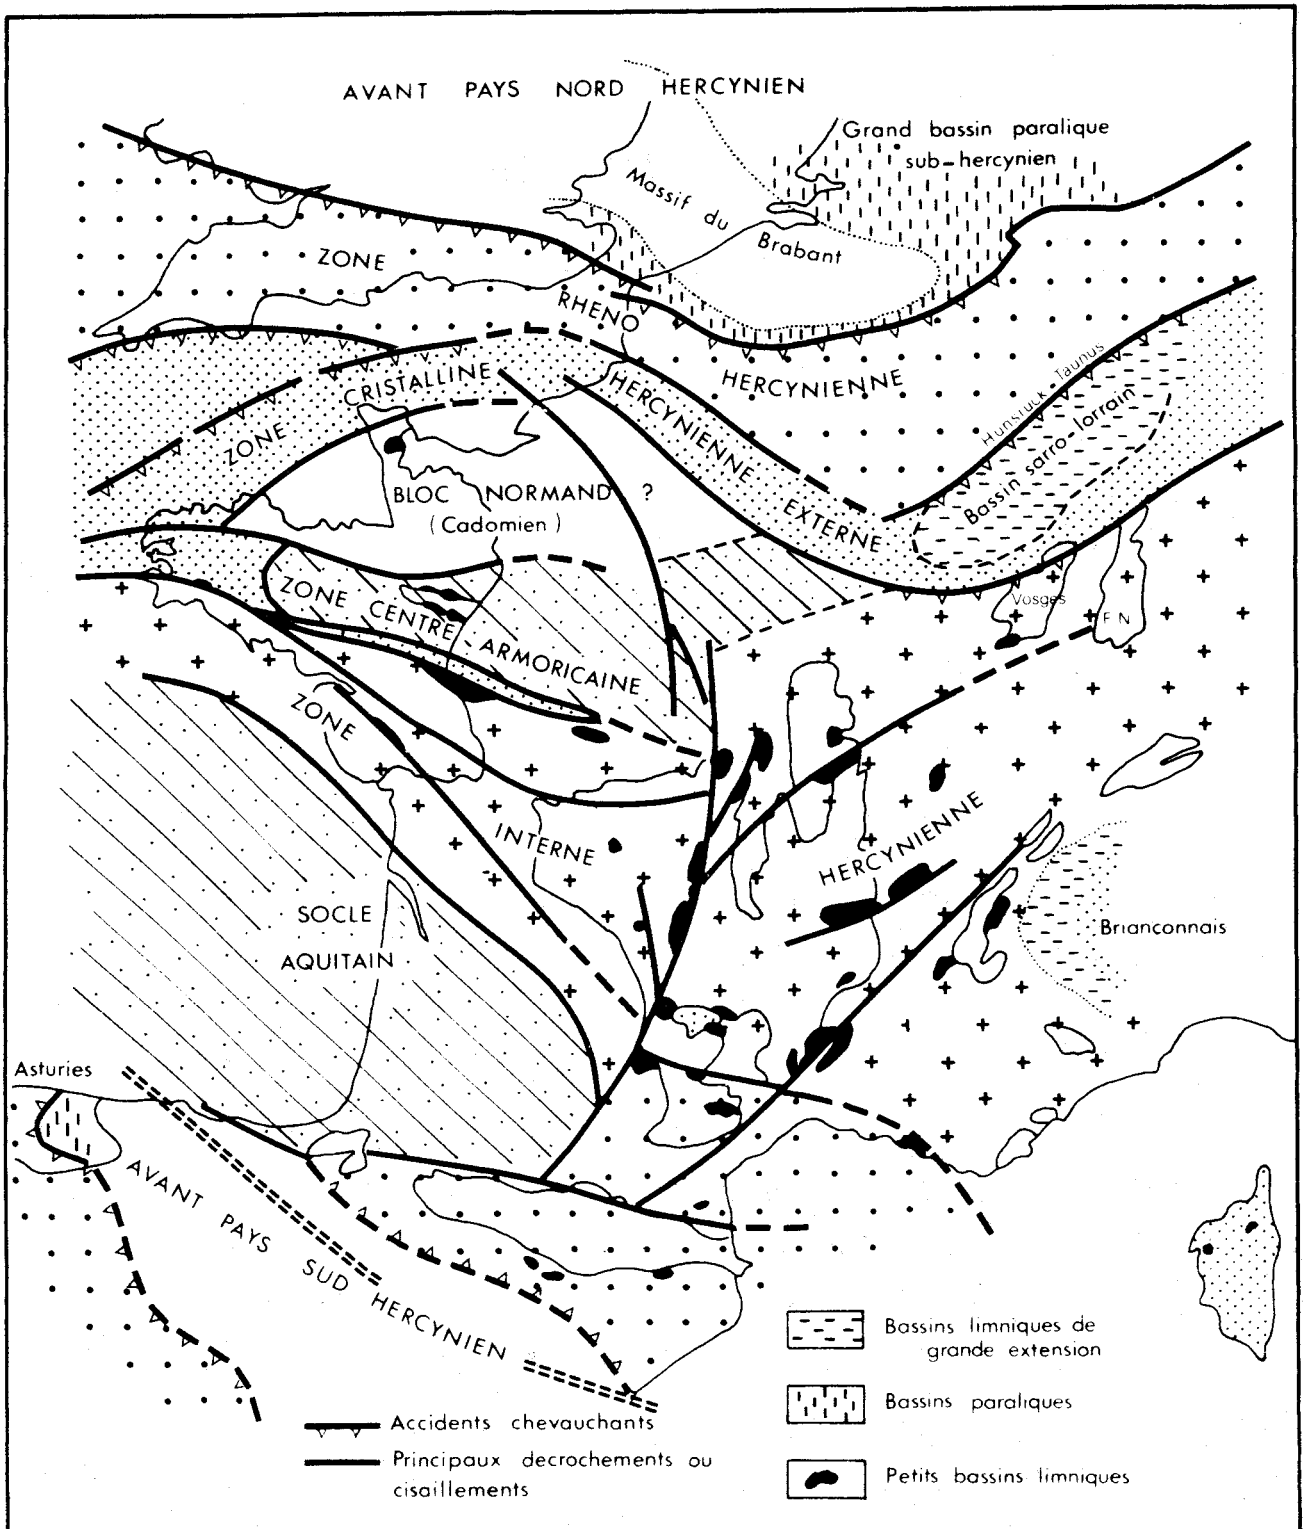 AVANT PAYS NORD HERCYNIEN
Grand bassin paralique
sub-hercynien
Massif du Brabant
ZONE RHENO HERCYNIENNE
Hunsruck-Taunus
Bassin sarro-lorrain
ZONE CRISTALLINE HERCYNIENNE EXTERNE
BLOC NORMAND ?
(Cadomien)
ZONE CENTRE ARMORICAINE
Vosges
F N
ZONE INTERNE HERCYNIENNE
SOCLE
AQUITAIN
Briançonnais
Asturies
AVANT PAYS SUD HERCYNIEN
Bassins limniques de
grande extension
Bassins paraliques
Petits bassins limniques
Accidents chevauchants
Principaux decrochements ou
cisaillements